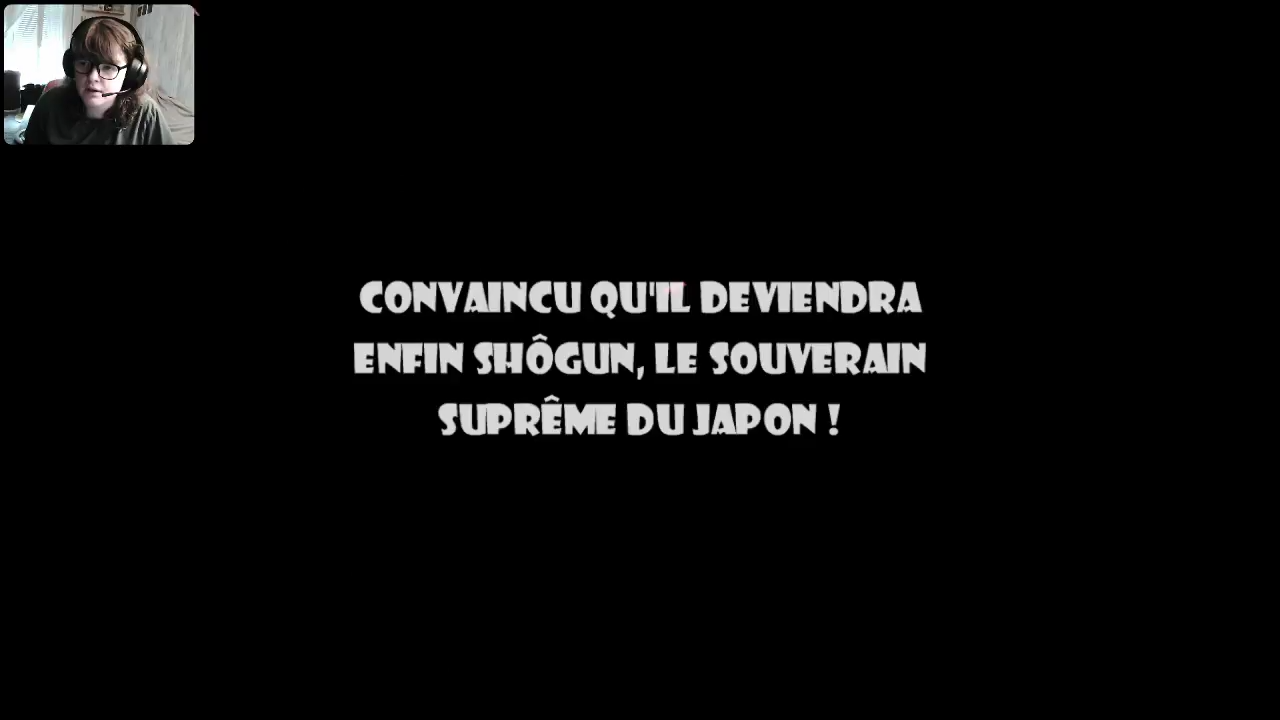 CONVAINCU QU'IL DEVIENDRA
ENFIN SHÔGUN, LE SOUVERAIN
SUPRÊME DU JAPON !